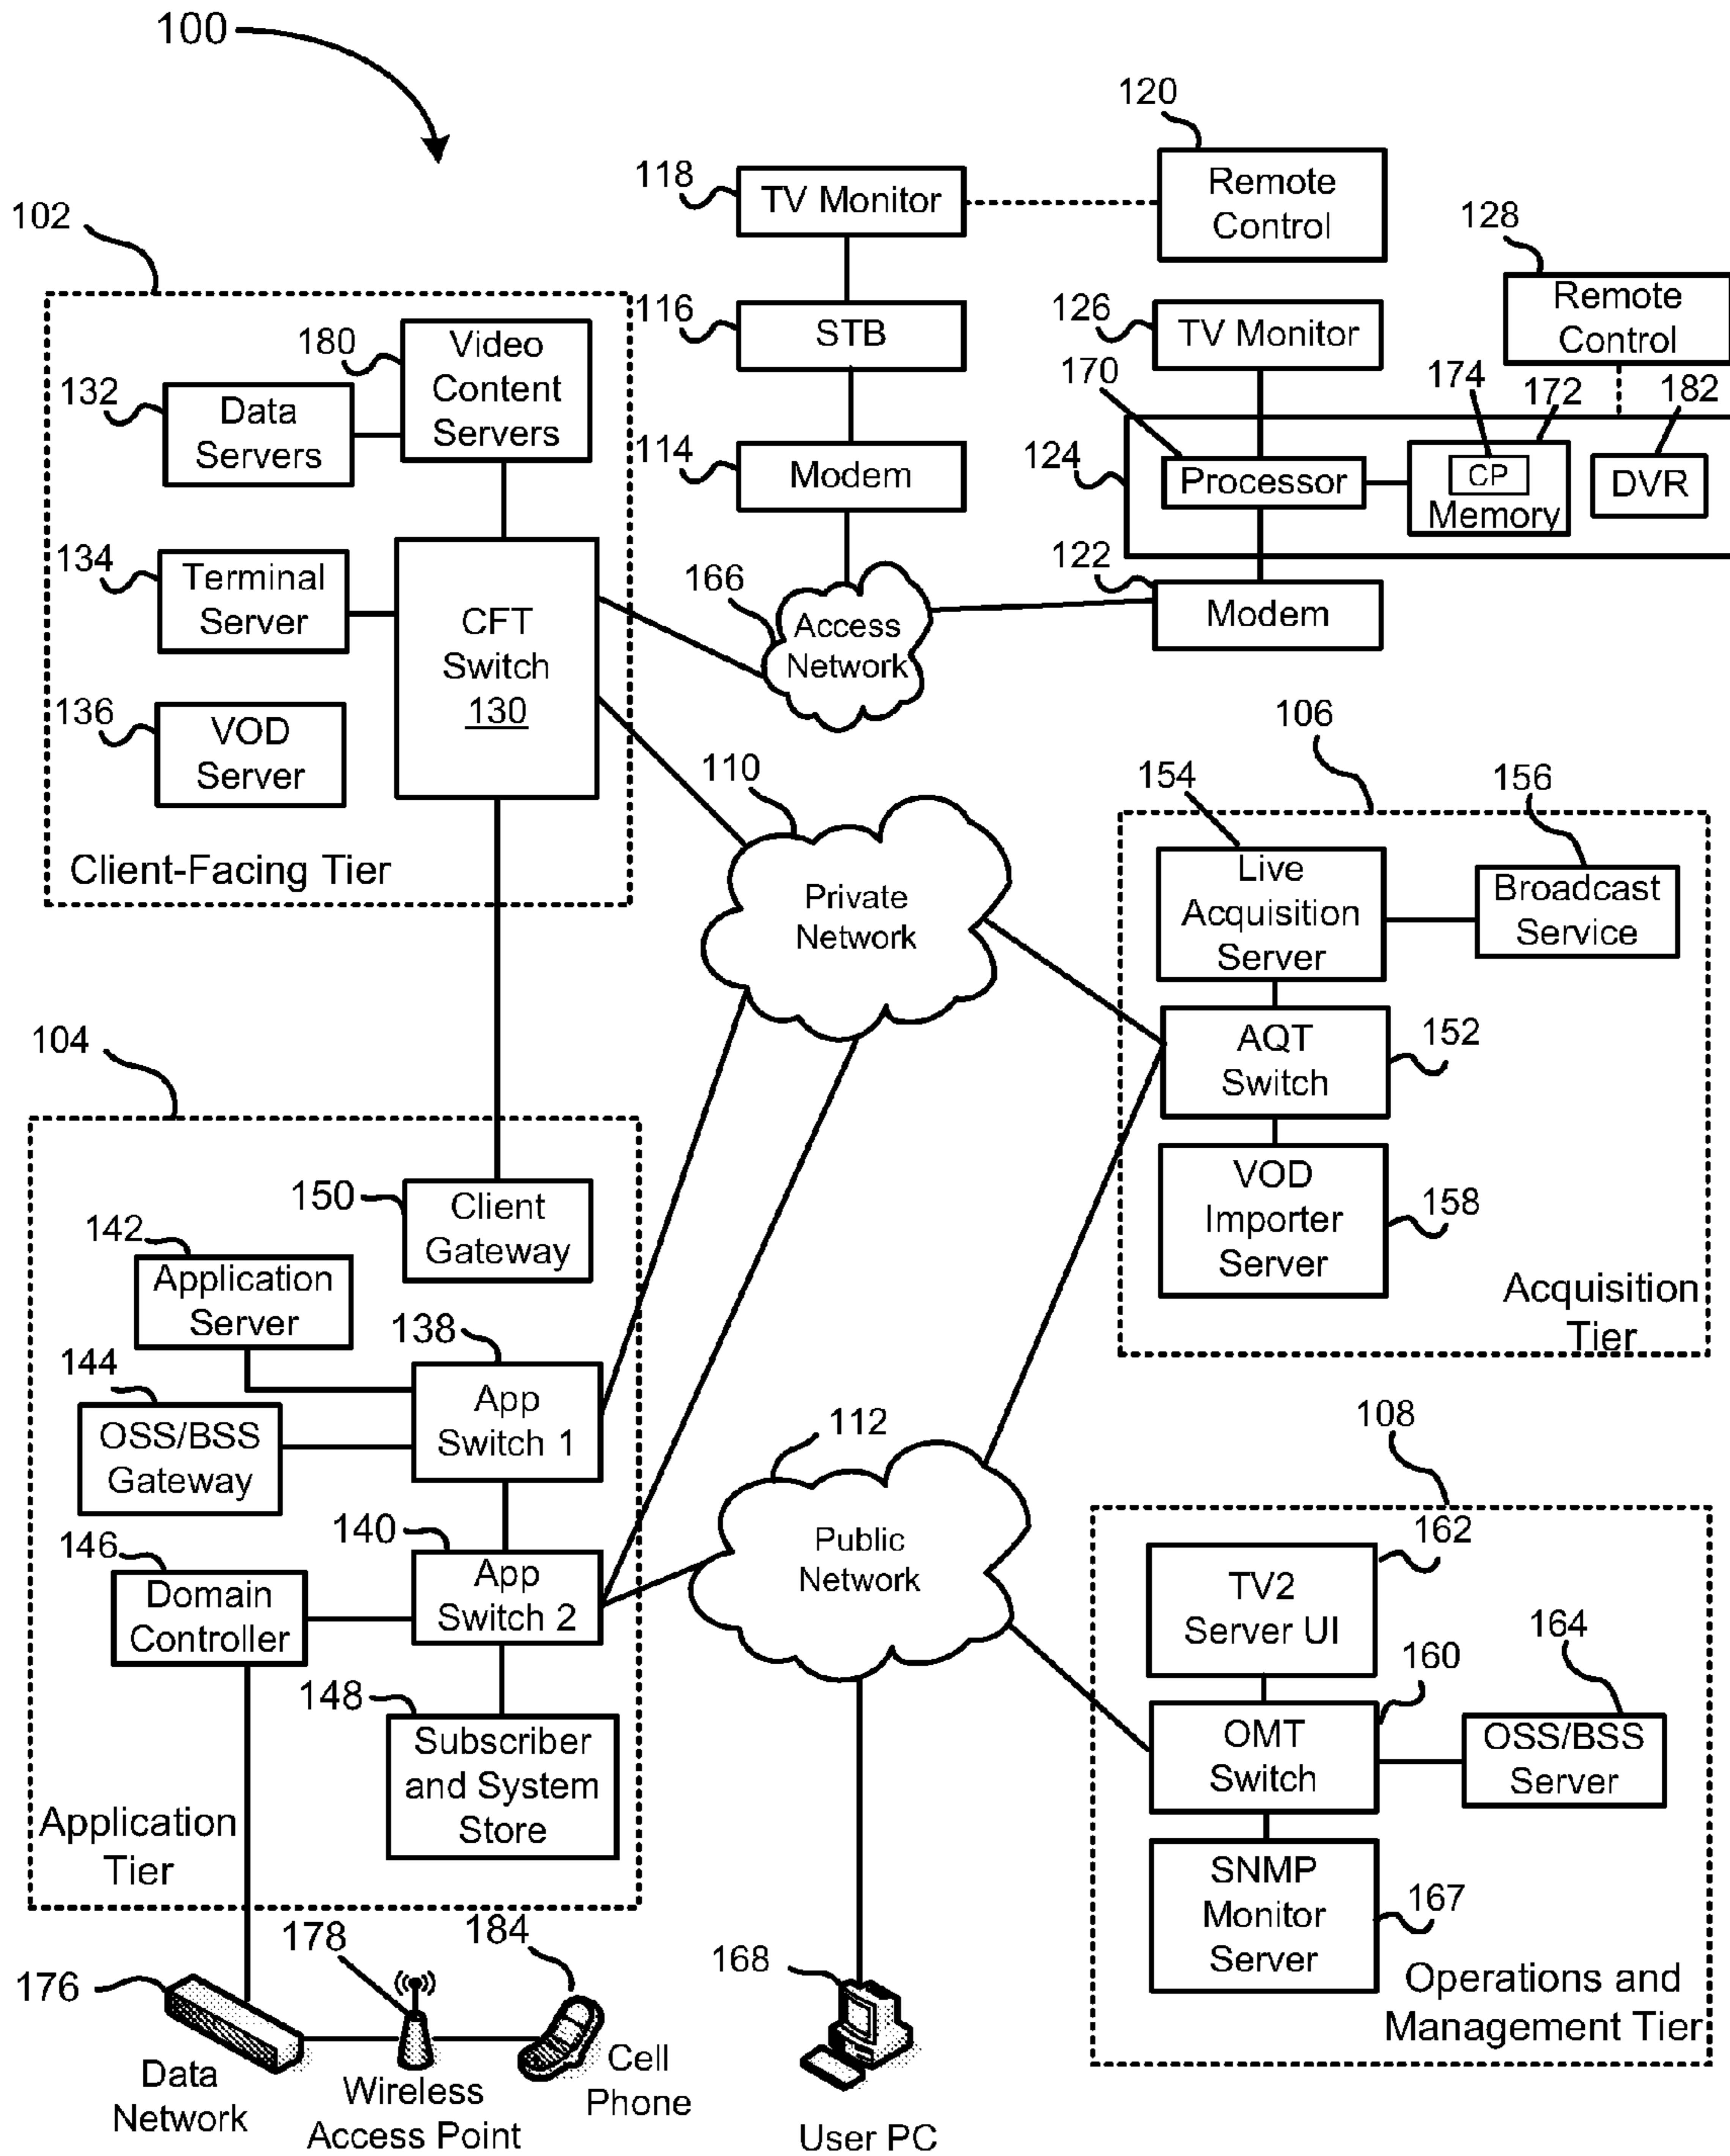 100
120
118
TV Monitor
Remote
Control
102
128
Remote
Control
116
STB
126
TV Monitor
180
Video
Content
Servers
132
Data
Servers
170
174
172
182
114
Modem
124
Processor
CP
Memory
DVR
134
Terminal
Server
CFT
Switch
130
166
Access
Network
122
Modem
136
VOD
Server
110
106
154
156
Client-Facing Tier
Private
Network
Live
Acquisition
Server
Broadcast
Service
104
AQT
Switch
152
150
Client
Gateway
VOD
Importer
Server
158
142
Application
Server
Acquisition
Tier
138
144
App
Switch 1
OSS/BSS
Gateway
112
108
140
146
App
Switch 2
Domain
Controller
Public
Network
162
TV2
Server UI
164
160
148
Subscriber
and System
Store
OMT
Switch
OSS/BSS
Server
Application
Tier
SNMP
Monitor
Server
167
178
184
176
168
Operations and
Management Tier
Data
Network
Wireless
Access Point
Cell
Phone
User PC